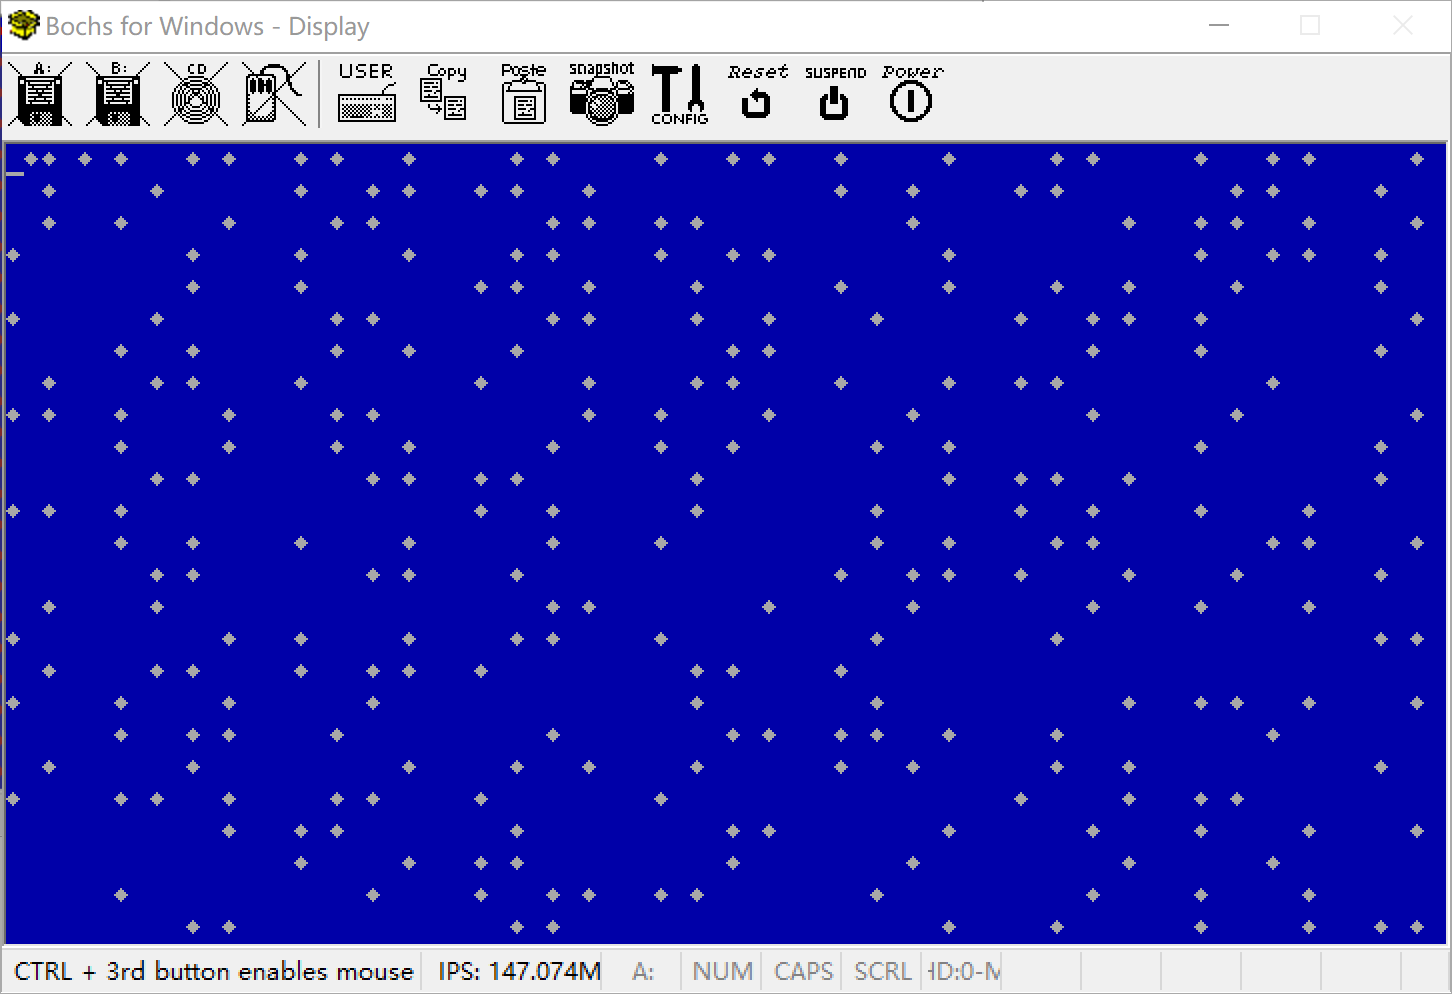 Bochs for Windows - Display
A: B: CD USER Copy Poste snapshot CONFIG Reset SUSPEND Power
CTRL + 3rd button enables mouse IPS: 147.074M A: NUM CAPS SCRL HD:0-M